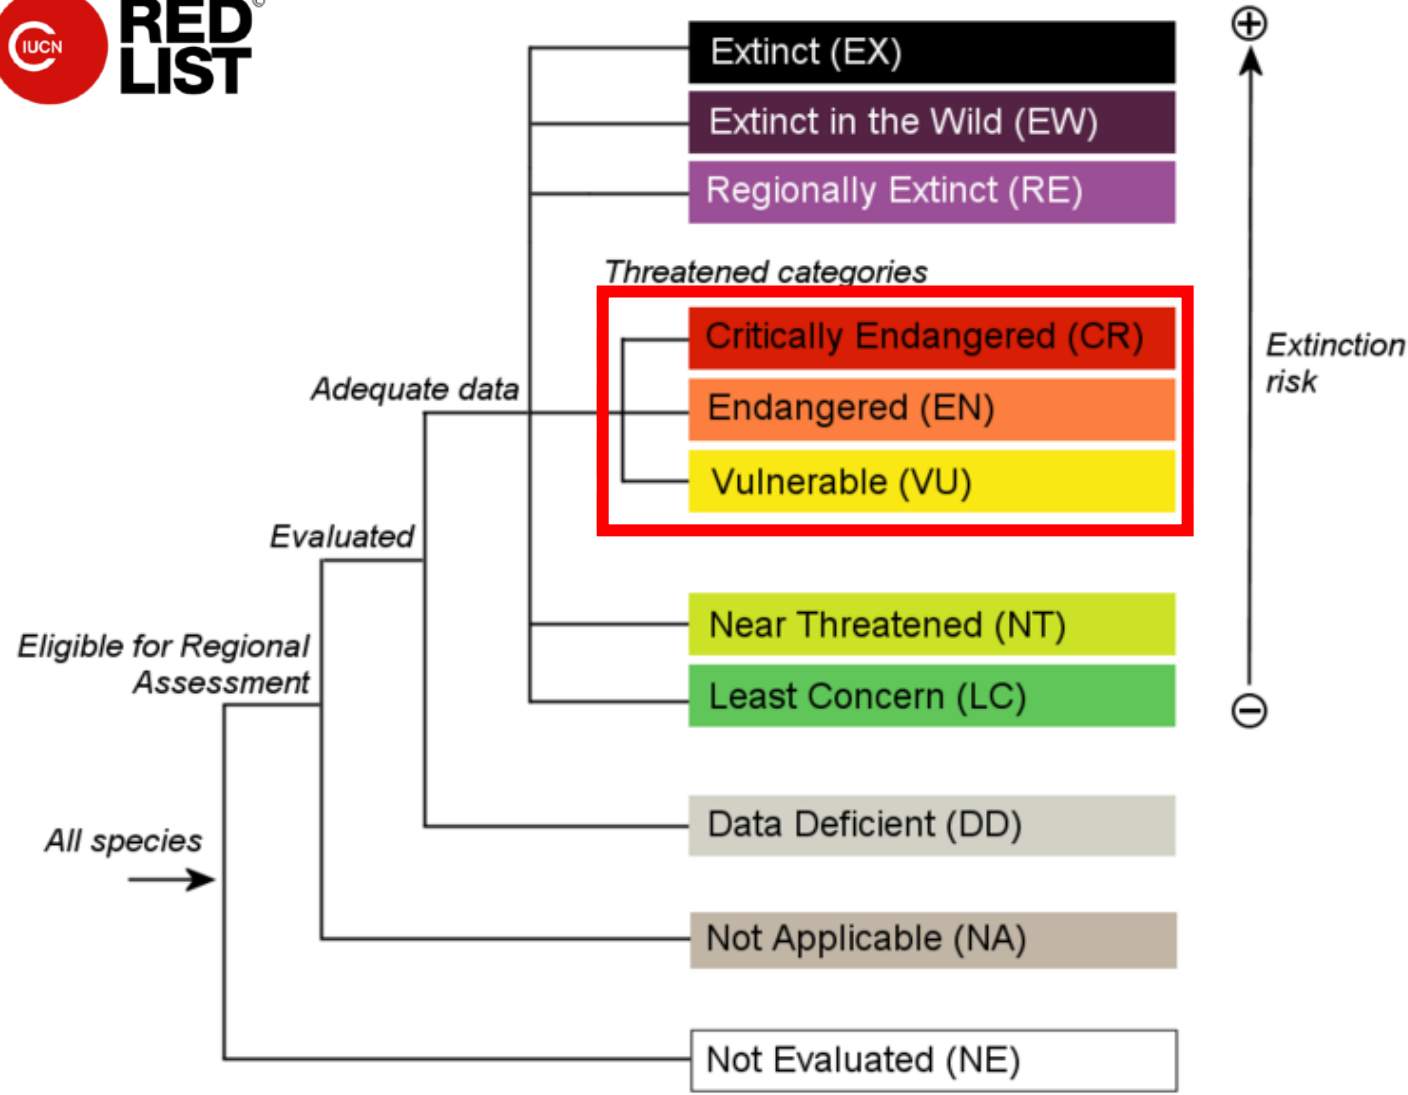 RED
LIST
©
IUCN
Extinct (EX)
Extinct in the Wild (EW)
Regionally Extinct (RE)
Threatened categories
Critically Endangered (CR)
Endangered (EN)
Vulnerable (VU)
Adequate data
Extinction
risk
Evaluated
Near Threatened (NT)
Eligible for Regional
Assessment
Least Concern (LC)
Data Deficient (DD)
All species
Not Applicable (NA)
Not Evaluated (NE)